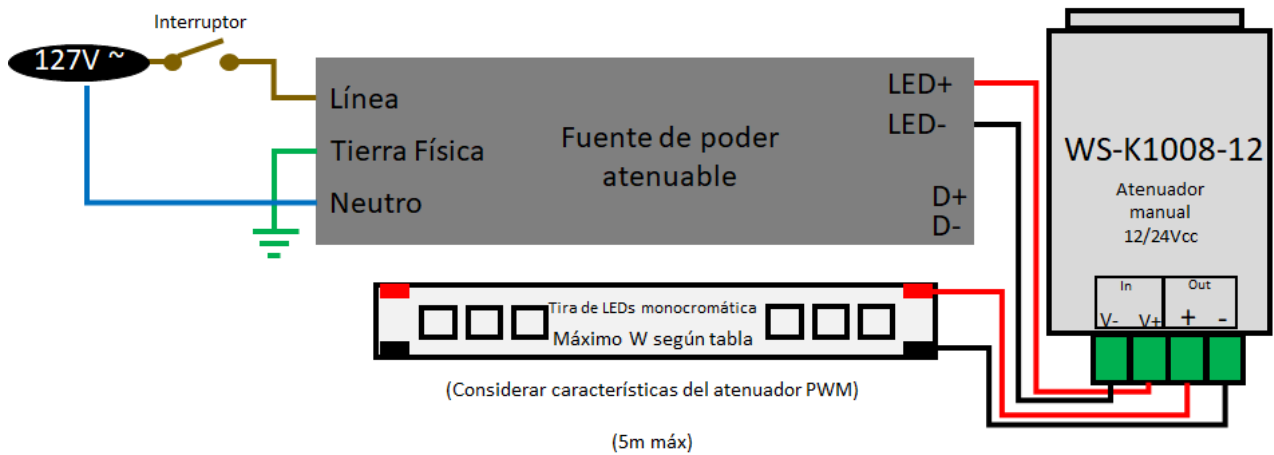 Interruptor
127V ~
Línea
Tierra Física
Neutro
Fuente de poder
atenuable
LED+
LED-
D+
D-
WS-K1008-12
Atenuador
manual
12/24Vcc
In
Out
V-
V+
+
-
Tira de LEDs monocromática
Máximo W según tabla
(Considerar características del atenuador PWM)
(5m máx)